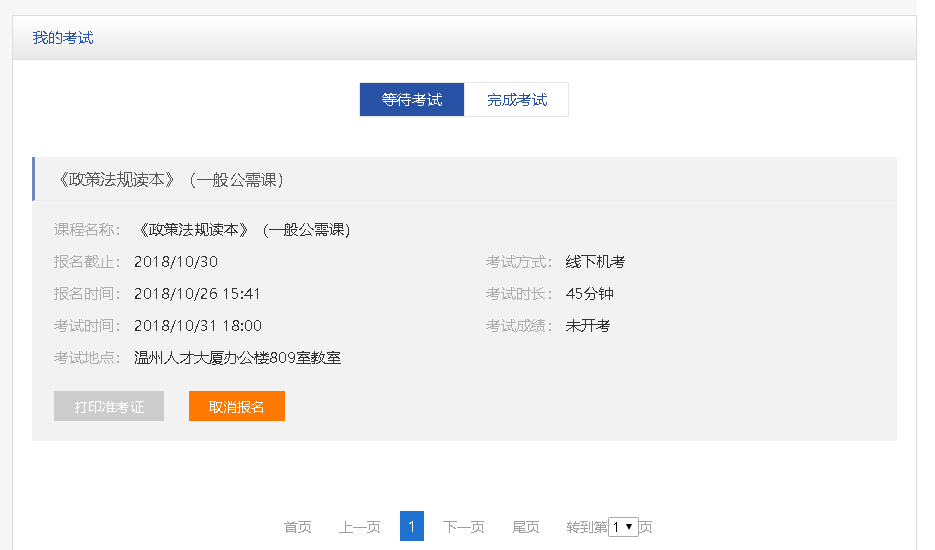 我的考试
等待考试 完成考试
《政策法规读本》（一般公需课）
课程名称： 《政策法规读本》（一般公需课）
报名截止： 2018/10/30 考试方式： 线下机考
报名时间： 2018/10/26 15:41 考试时长： 45分钟
考试时间： 2018/10/31 18:00 考试成绩： 未开考
考试地点： 温州人才大厦办公楼809室教室
打印准考证 取消报名
首页 上一页 1 下一页 尾页 转到第1页